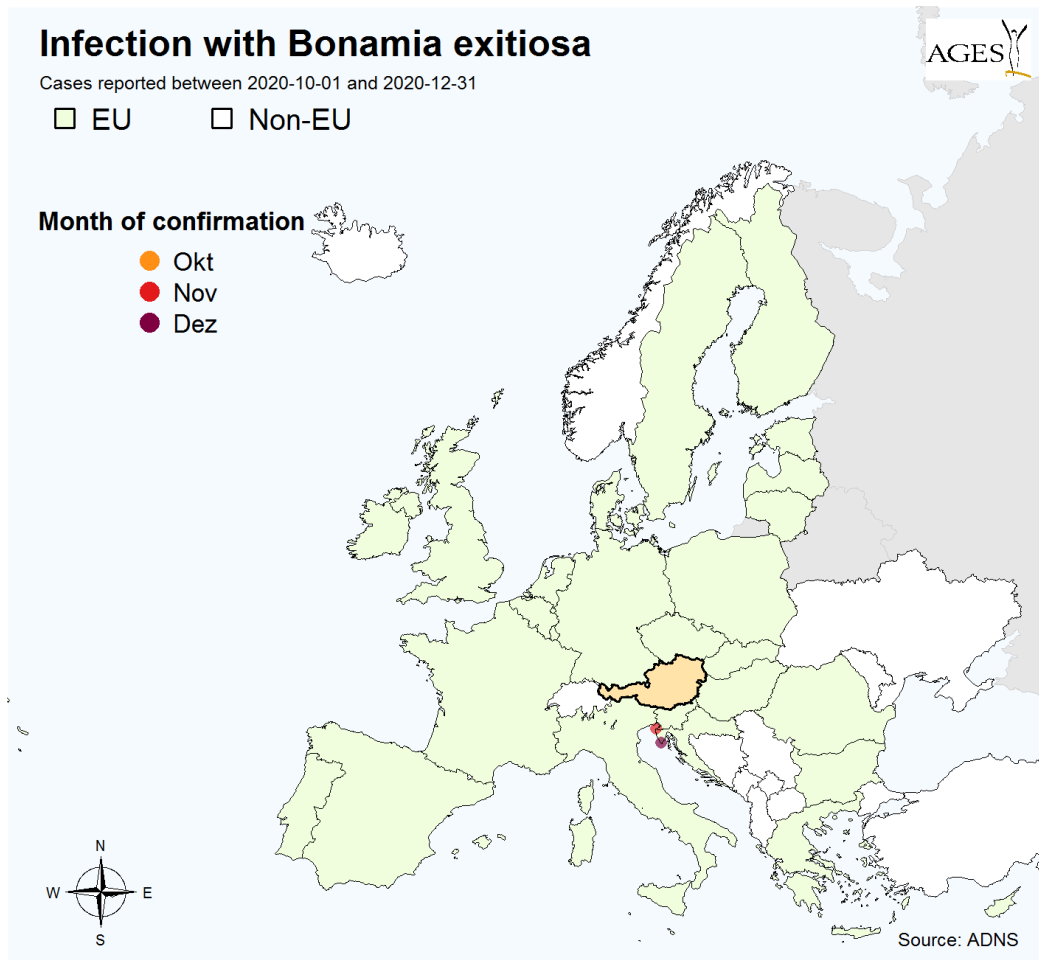 Infection with Bonamia exitiosa
AGES
Cases reported between 2020-10-01 and 2020-12-31
EU
Non-EU
Month of confirmation
Okt
Nov
Dez
N
W
E
S
Source: ADNS